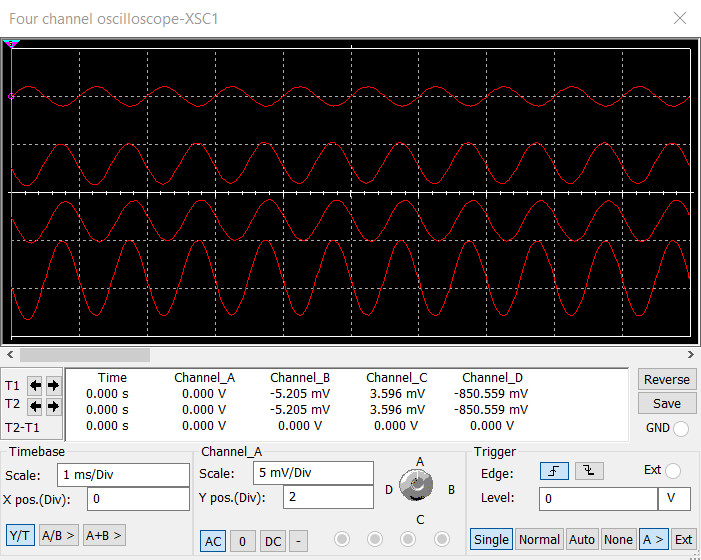 Four channel oscilloscope-XSC1
Time Channel_A Channel_B Channel_C Channel_D
T1 0.000 s 0.000 V -5.205 mV 3.596 mV -850.559 mV
T2 0.000 s 0.000 V -5.205 mV 3.596 mV -850.559 mV
T2-T1 0.000 s 0.000 V 0.000 V 0.000 V 0.000 V
Reverse
Save
GND
Timebase
Scale: 1 ms/Div
X pos.(Div): 0
Y/T A/B > A+B >
Channel_A
Scale: 5 mV/Div
Y pos.(Div): 2
AC 0 DC -
A
D B
C
Trigger
Edge: Ext
Level: 0 V
Single Normal Auto None A > Ext